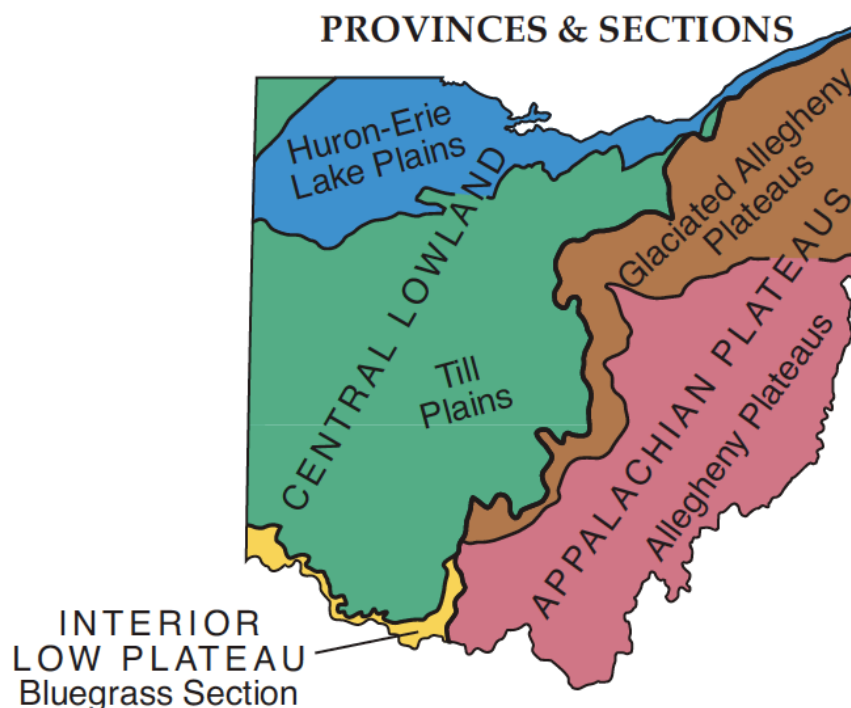 PROVINCES & SECTIONS
Huron-Erie
Lake Plains
CENTRAL LOWLAND
Till
Plains
Glaciated Allegheny
Plateaus
APPALACHIAN PLATEAUS
Allegheny Plateaus
INTERIOR
LOW PLATEAU
Bluegrass Section